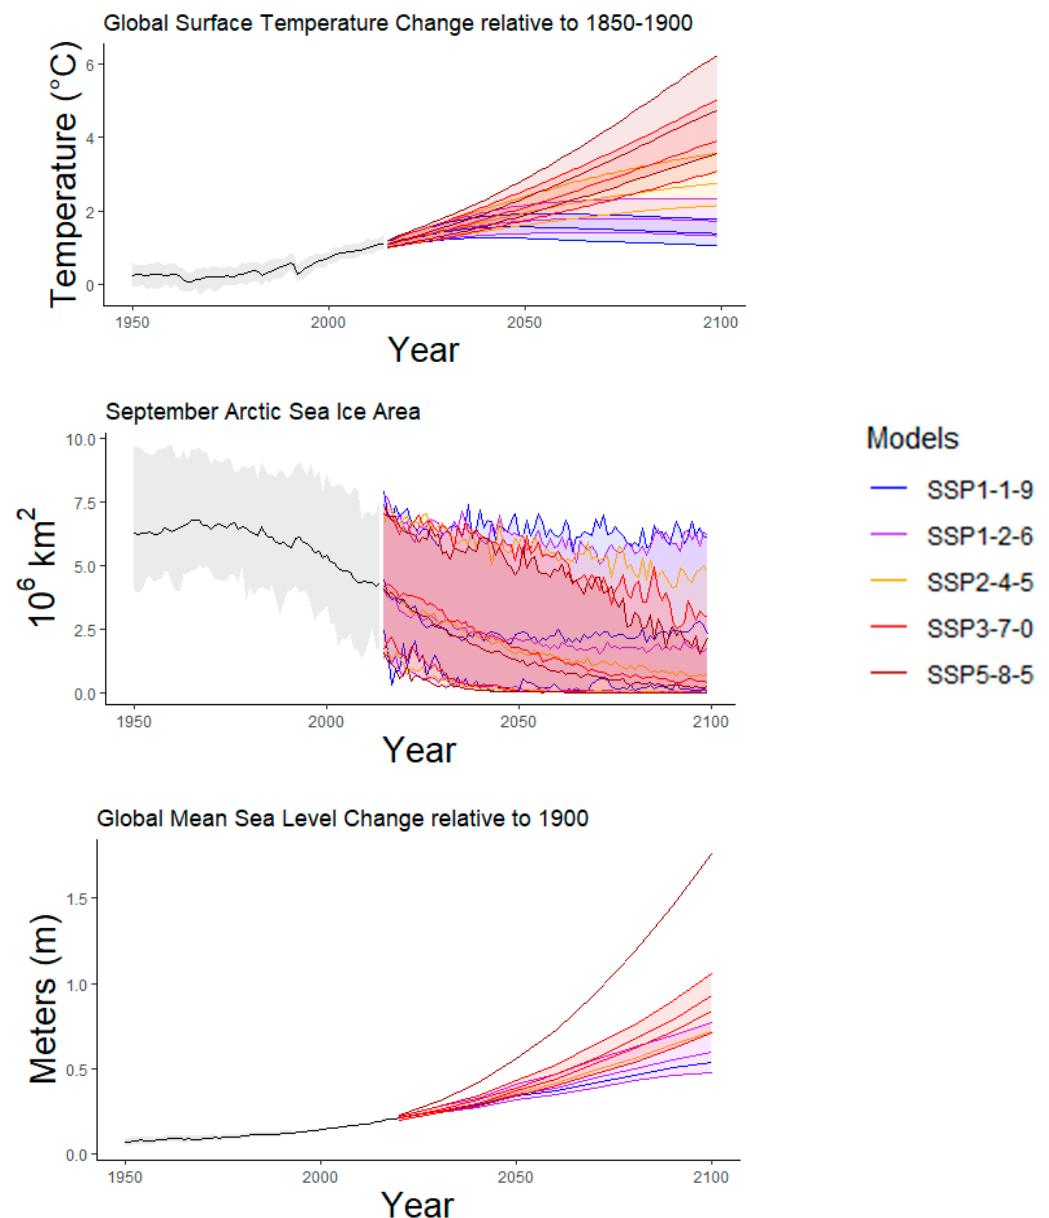 Global Surface Temperature Change relative to 1850-1900
Temperature (°C)
6
4
2
0
1950 2000 2050 2100
Year
September Arctic Sea Ice Area
10⁶ km²
10.0
7.5
5.0
2.5
0.0
1950 2000 2050 2100
Year
Models
SSP1-1-9
SSP1-2-6
SSP2-4-5
SSP3-7-0
SSP5-8-5
Global Mean Sea Level Change relative to 1900
Meters (m)
1.5
1.0
0.5
0.0
1950 2000 2050 2100
Year